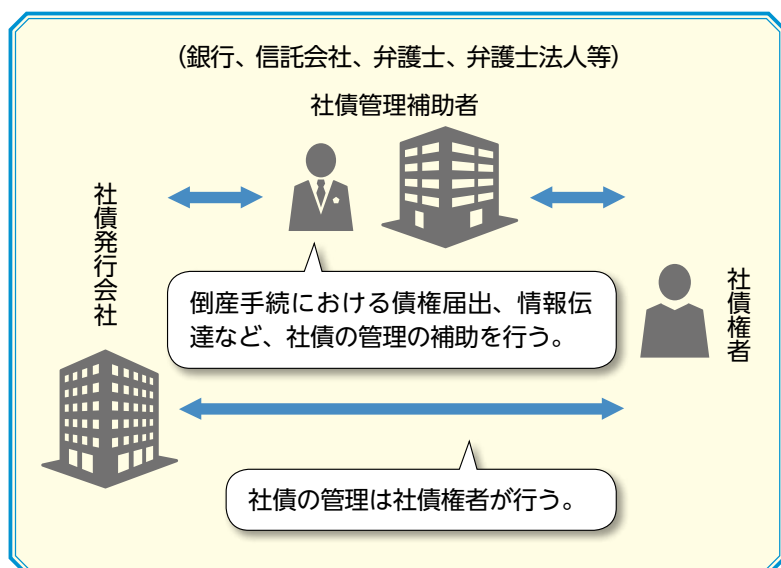 (銀行、信託会社、弁護士、弁護士法人等)
社債管理補助者
社債発行会社
倒産手続における債権届出、情報伝
達など、社債の管理の補助を行う。
社債権者
社債の管理は社債権者が行う。